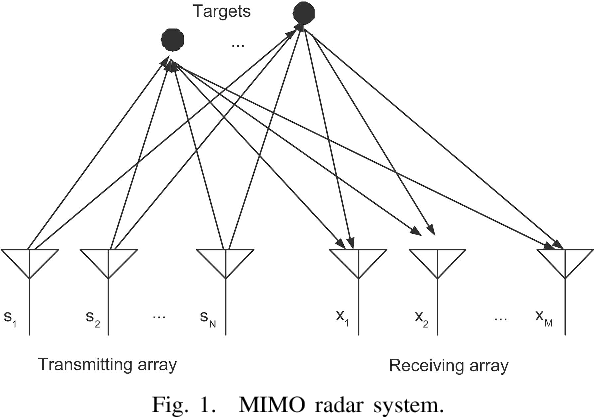 Targets
...
s1 s2 ... sN x1 x2 ... xM
Transmitting array Receiving array
Fig. 1. MIMO radar system.